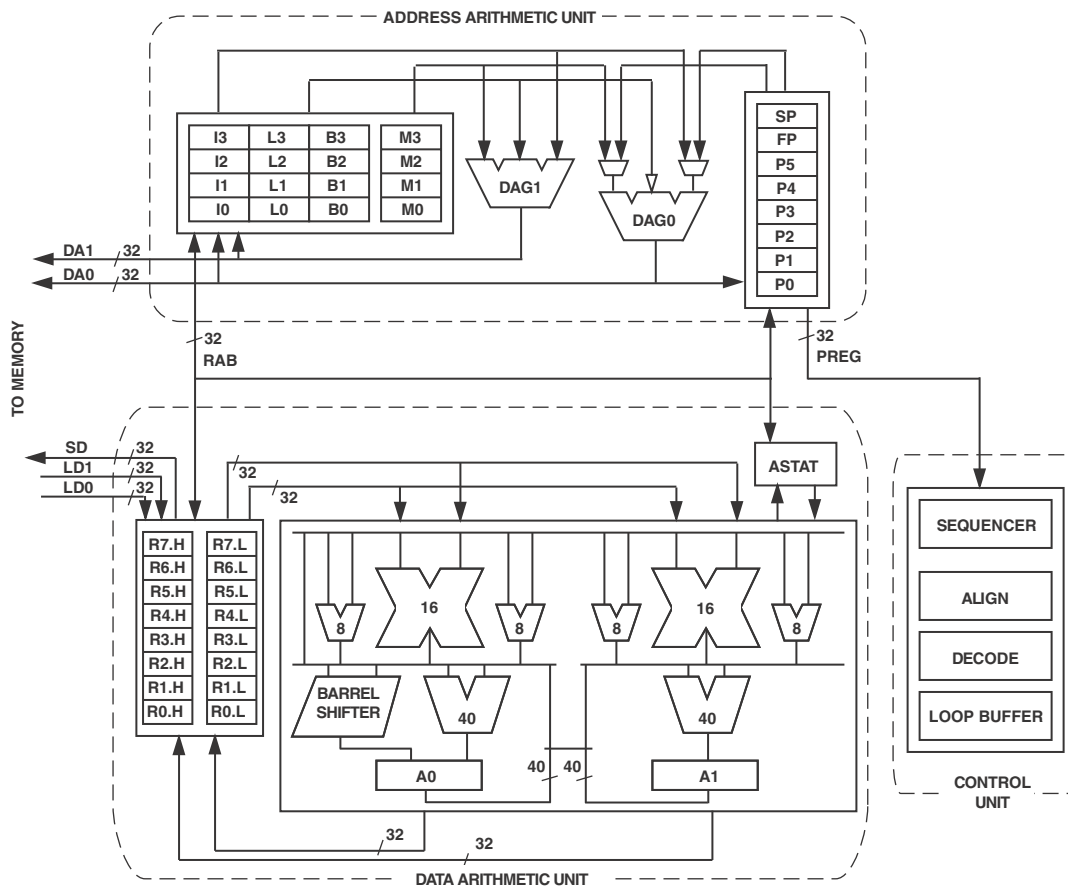 ADDRESS ARITHMETIC UNIT
SP
I3 L3 B3 M3
FP
I2 L2 B2 M2
P5
DAG1
I1 L1 B1 M1
P4
I0 L0 B0 M0
P3
DAG0
P2
DA1 32
P1
DA0 32
P0
32
RAB
32
PREG
TO MEMORY
SD 32
LD1 32
LD0 32
32
32
ASTAT
R7.H R7.L
R6.H R6.L
R5.H R5.L
R4.H R4.L
R3.H R3.L
R2.H R2.L
R1.H R1.L
R0.H R0.L
16
16
8
8
8
8
BARREL
SHIFTER
40
40
A0
40
40
A1
32
32
DATA ARITHMETIC UNIT
SEQUENCER
ALIGN
DECODE
LOOP BUFFER
CONTROL
UNIT